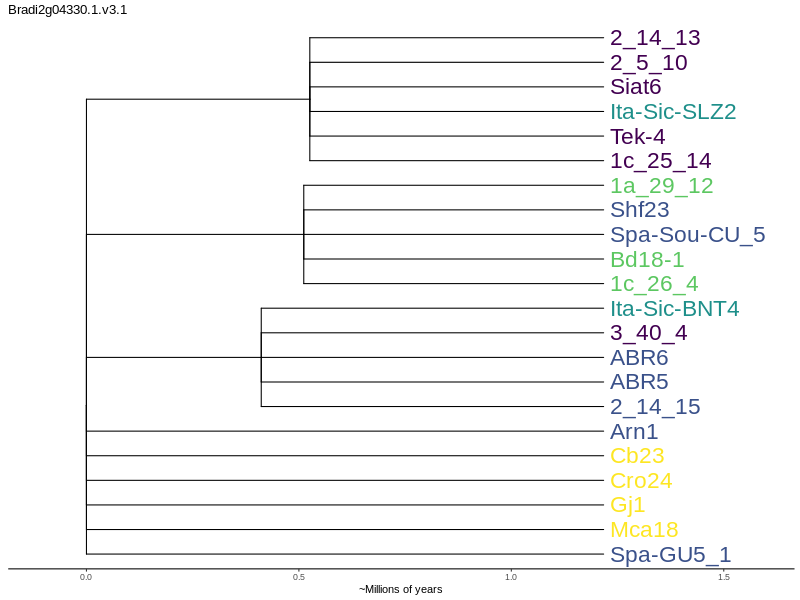 Bradi2g04330.1.v3.1
2_14_13
2_5_10
Siat6
Ita-Sic-SLZ2
Tek-4
1c_25_14
1a_29_12
Shf23
Spa-Sou-CU_5
Bd18-1
1c_26_4
Ita-Sic-BNT4
3_40_4
ABR6
ABR5
2_14_15
Arn1
Cb23
Cro24
Gj1
Mca18
Spa-GU5_1
0.0 0.5 1.0 1.5
~Millions of years